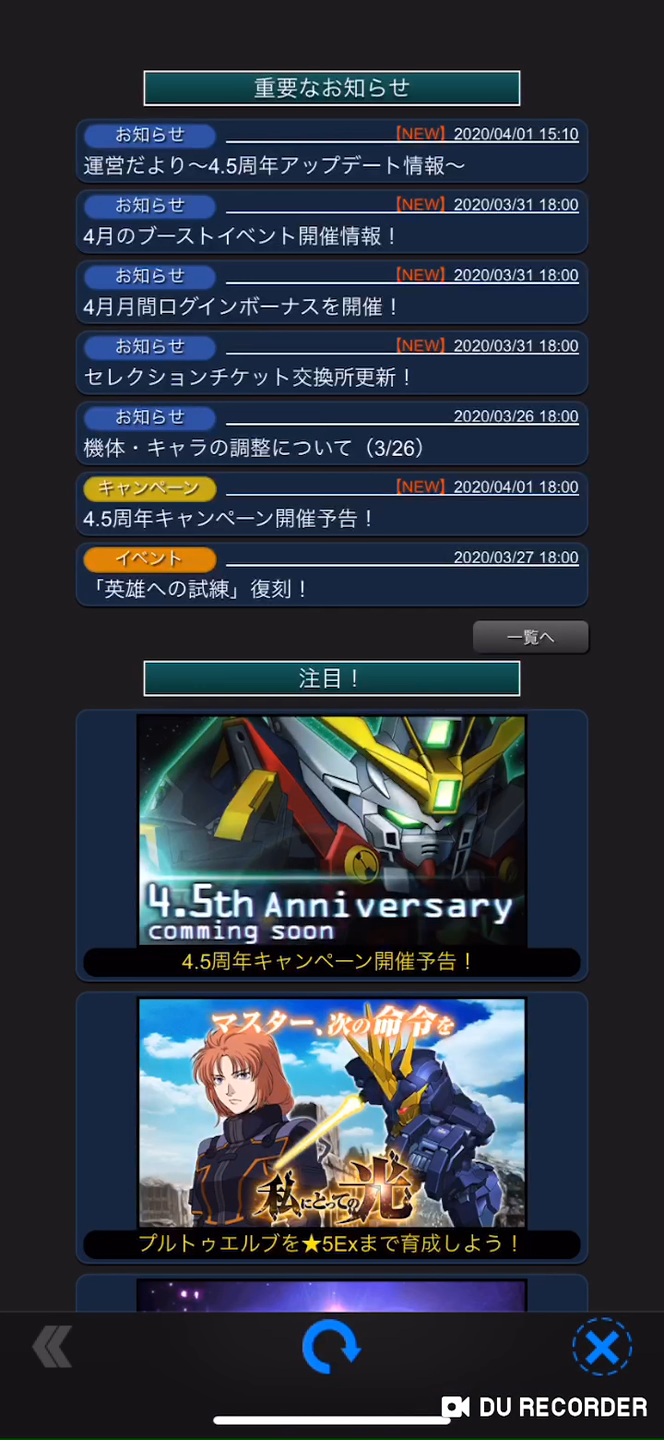 重要なお知らせ
お知らせ 【NEW】 2020/04/01 15:10
運営だより～4.5周年アップデート情報～
お知らせ 【NEW】 2020/03/31 18:00
4月のブーストイベント開催情報！
お知らせ 【NEW】 2020/03/31 18:00
4月月間ログインボーナスを開催！
お知らせ 【NEW】 2020/03/31 18:00
セレクションチケット交換所更新！
お知らせ 2020/03/26 18:00
機体・キャラの調整について（3/26）
キャンペーン 【NEW】 2020/04/01 18:00
4.5周年キャンペーン開催予告！
イベント 2020/03/27 18:00
「英雄への試練」復刻！
一覧へ
注目！
4.5th Anniversary
comming soon
4.5周年キャンペーン開催予告！
マスター、次の命令を
私にとっての光
プルトゥエルブを★5Exまで育成しよう！
DU RECORDER